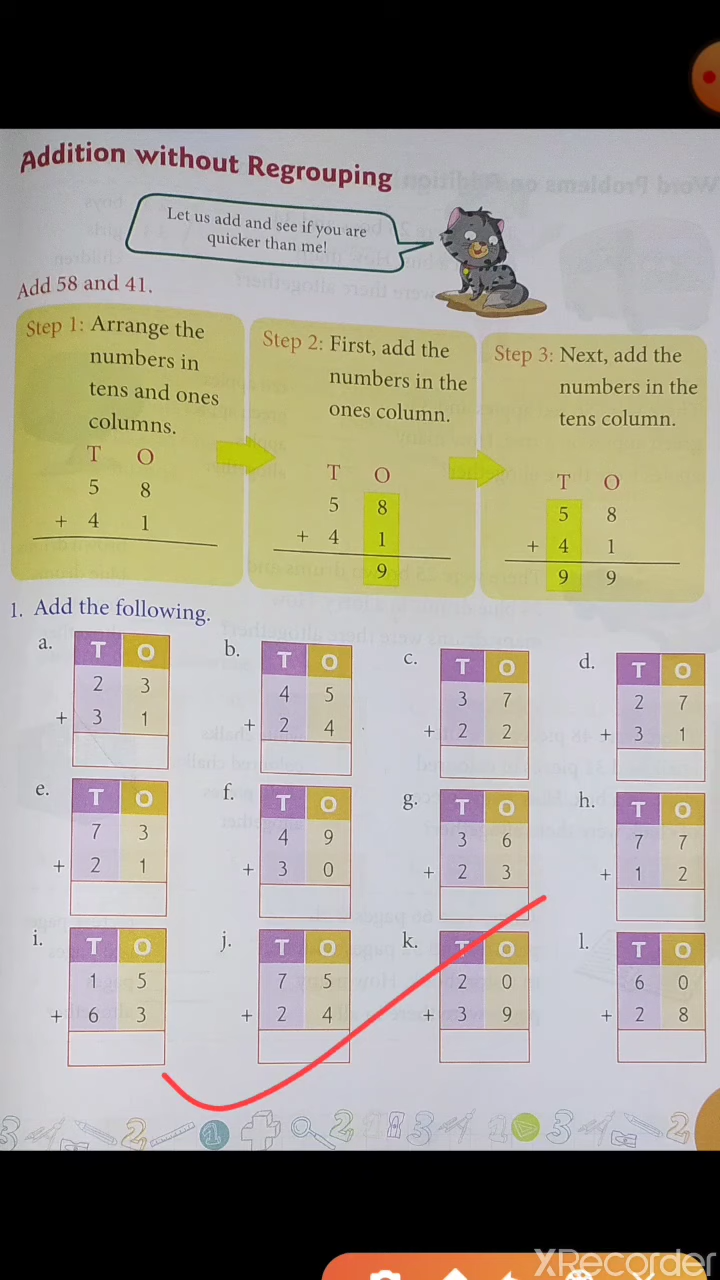 Addition without Regrouping
Let us add and see if you are
quicker than me!
Add 58 and 41.
Step 1: Arrange the
numbers in
tens and ones
columns.
T O
5 8
+ 4 1
Step 2: First, add the
numbers in the
ones column.
T O
5 8
+ 4 1
9
Step 3: Next, add the
numbers in the
tens column.
T O
5 8
+ 4 1
9 9
1. Add the following.
a. T O
2 3
+ 3 1
b. T O
4 5
+ 2 4
c. T O
3 7
+ 2 2
d. T O
2 7
+ 3 1
e. T O
7 3
+ 2 1
f. T O
4 9
+ 3 0
g. T O
3 6
+ 2 3
h. T O
7 7
+ 1 2
i. T O
1 5
+ 6 3
j. T O
7 5
+ 2 4
k. T O
2 0
+ 3 9
l. T O
6 0
+ 2 8
XRecorder